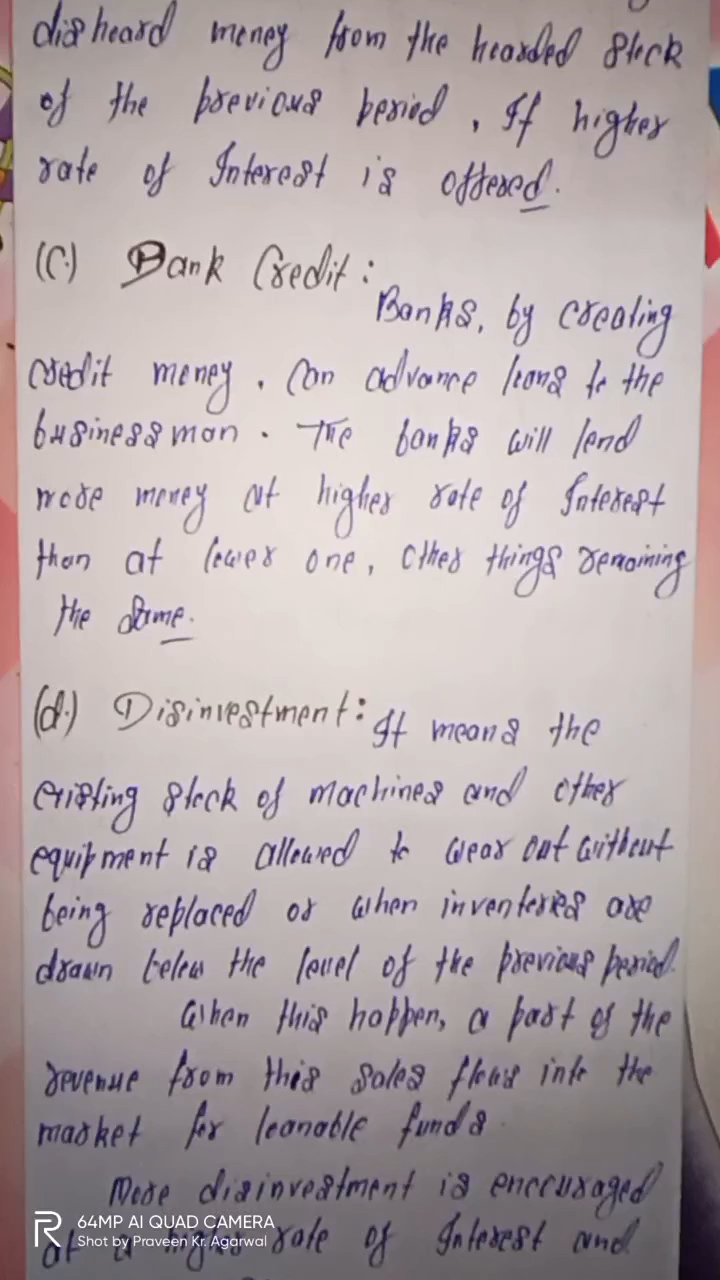 dishoard money from the hoarded stock
of the previous period, If higher
rate of Interest is offered.
(C) Bank Credit:
Banks, by creating
credit money, can advance loans to the
businessman. The banks will lend
more money at higher rate of Interest
than at lower one, other things remaining
the same.
(d.) Disinvestment:
It means the
existing stock of machines and other
equipment is allowed to wear out without
being replaced or when inventories are
drawn below the level of the previous period.
When this happen, a part of the
revenue from this sales flows into the
market for loanable funds.
More disinvestment is encouraged
at a higher rate of Interest and
R
64MP AI QUAD CAMERA
Shot by Praveen Kr. Agarwal